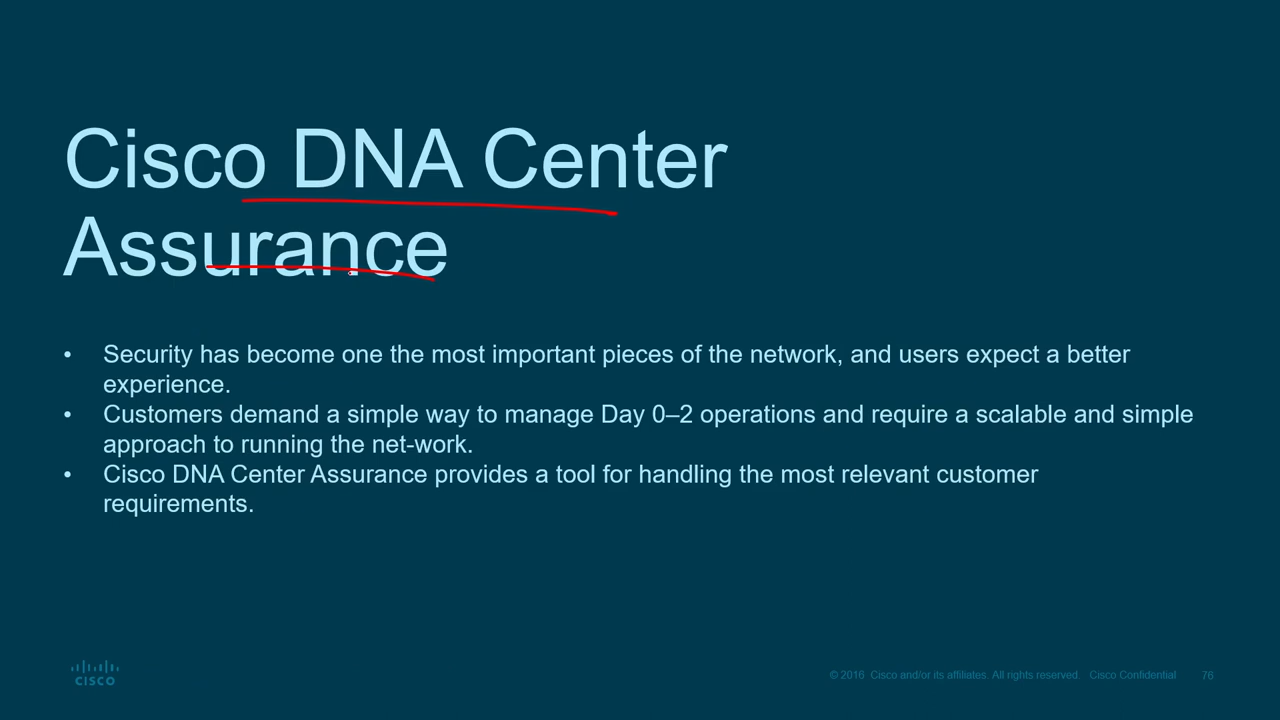 Cisco DNA Center
Assurance
• Security has become one the most important pieces of the network, and users expect a better
experience.
• Customers demand a simple way to manage Day 0–2 operations and require a scalable and simple
approach to running the net-work.
• Cisco DNA Center Assurance provides a tool for handling the most relevant customer
requirements.
CISCO
© 2016 Cisco and/or its affiliates. All rights reserved. Cisco Confidential 76